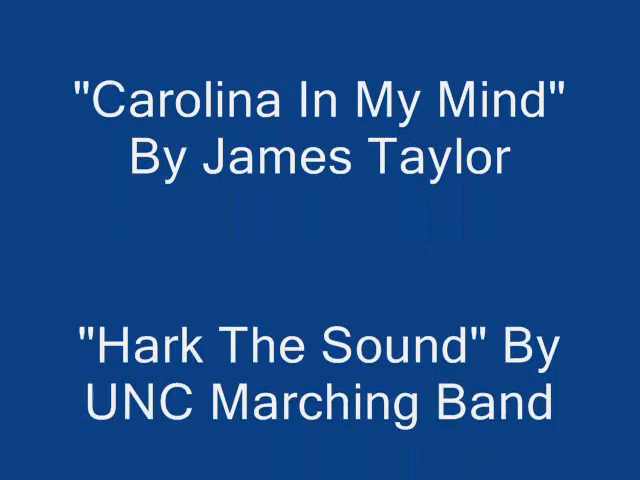 "Carolina In My Mind"
By James Taylor
"Hark The Sound" By
UNC Marching Band